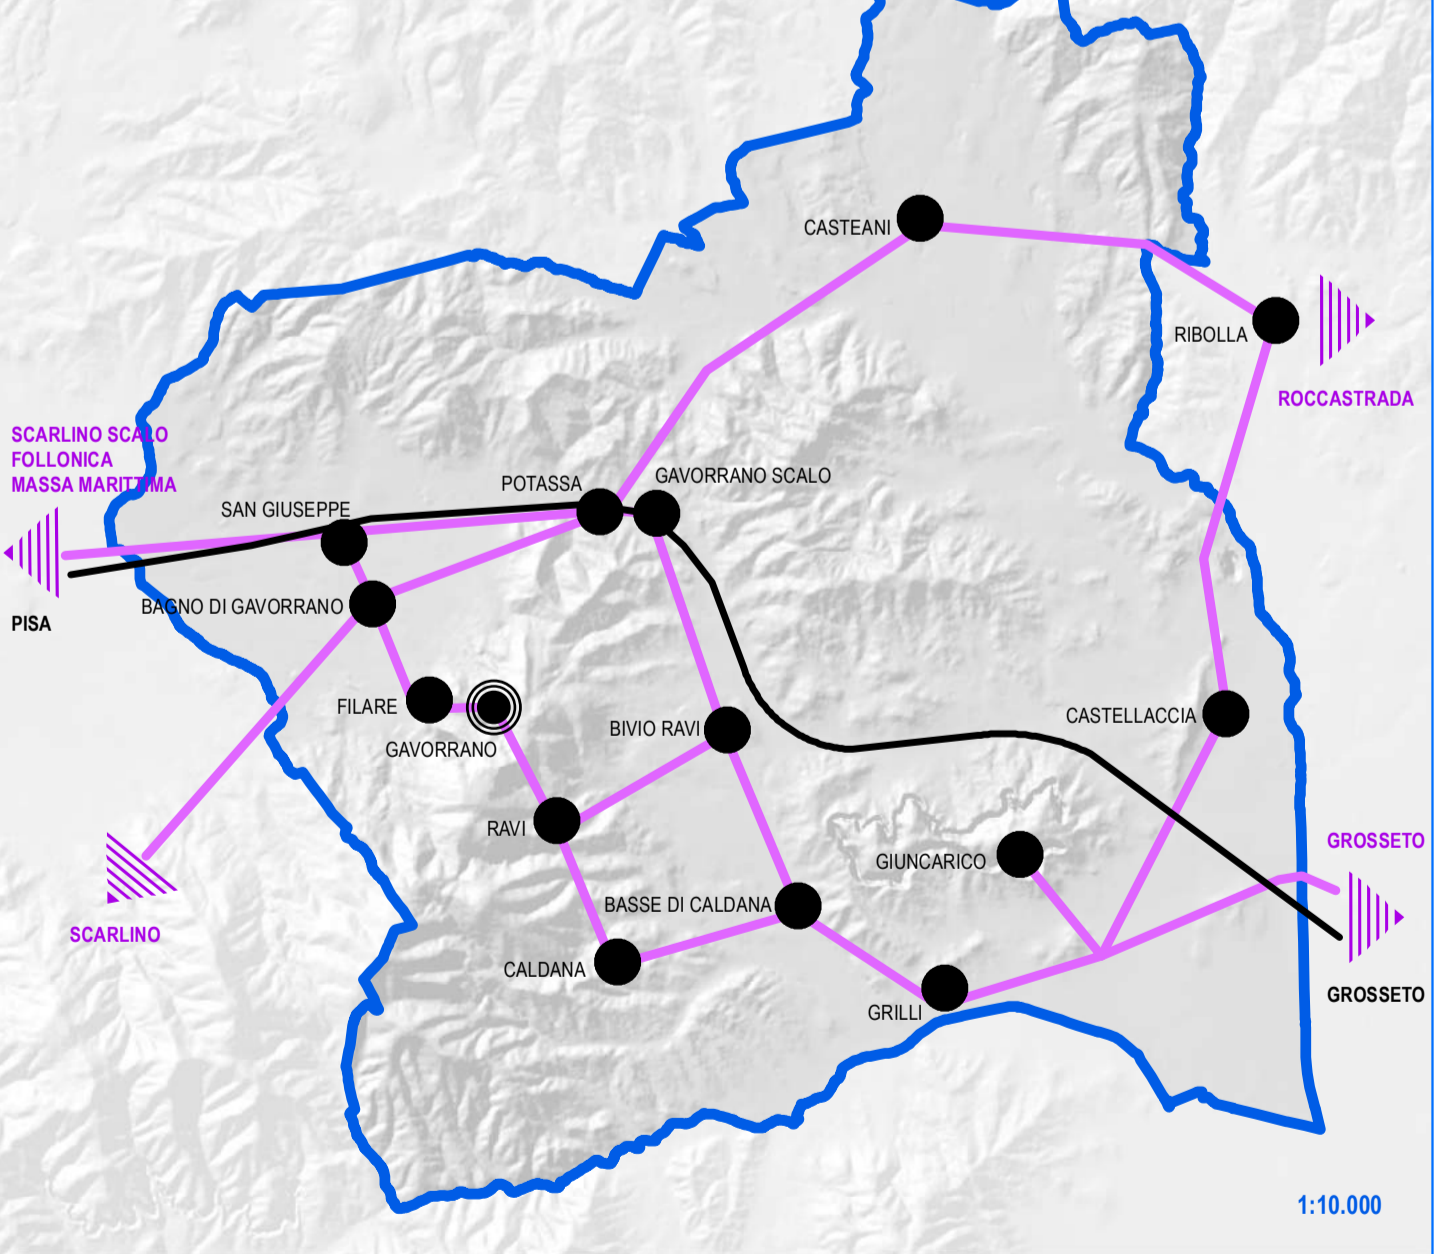 CASTEANI
RIBOLLA
ROCCASTRADA
SCARLINO SCALO
FOLLONICA
MASSA MARITTIMA
POTASSA
GAVORRANO SCALO
SAN GIUSEPPE
BAGNO DI GAVORRANO
PISA
FILARE
GAVORRANO
BIVIO RAVI
CASTELLACCIA
RAVI
GIUNCARICO
GROSSETO
BASSE DI CALDANA
SCARLINO
CALDANA
GRILLI
GROSSETO
1:10.000